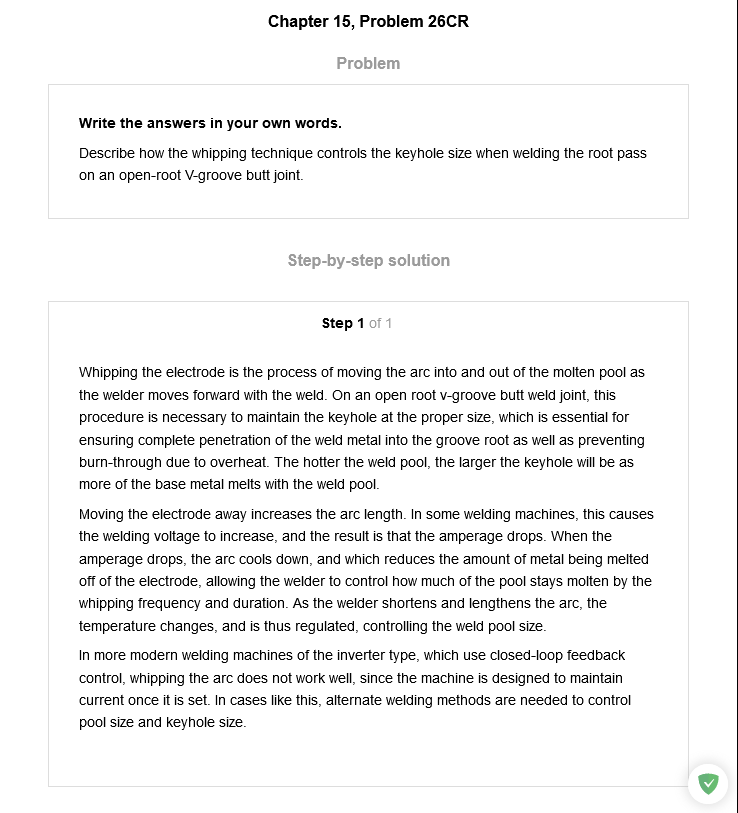 Chapter 15, Problem 26CR
Problem
Write the answers in your own words.
Describe how the whipping technique controls the keyhole size when welding the root pass
on an open-root V-groove butt joint.
Step-by-step solution
Step 1 of 1
Whipping the electrode is the process of moving the arc into and out of the molten pool as
the welder moves forward with the weld. On an open root v-groove butt weld joint, this
procedure is necessary to maintain the keyhole at the proper size, which is essential for
ensuring complete penetration of the weld metal into the groove root as well as preventing
burn-through due to overheat. The hotter the weld pool, the larger the keyhole will be as
more of the base metal melts with the weld pool.
Moving the electrode away increases the arc length. In some welding machines, this causes
the welding voltage to increase, and the result is that the amperage drops. When the
amperage drops, the arc cools down, and which reduces the amount of metal being melted
off of the electrode, allowing the welder to control how much of the pool stays molten by the
whipping frequency and duration. As the welder shortens and lengthens the arc, the
temperature changes, and is thus regulated, controlling the weld pool size.
In more modern welding machines of the inverter type, which use closed-loop feedback
control, whipping the arc does not work well, since the machine is designed to maintain
current once it is set. In cases like this, alternate welding methods are needed to control
pool size and keyhole size.